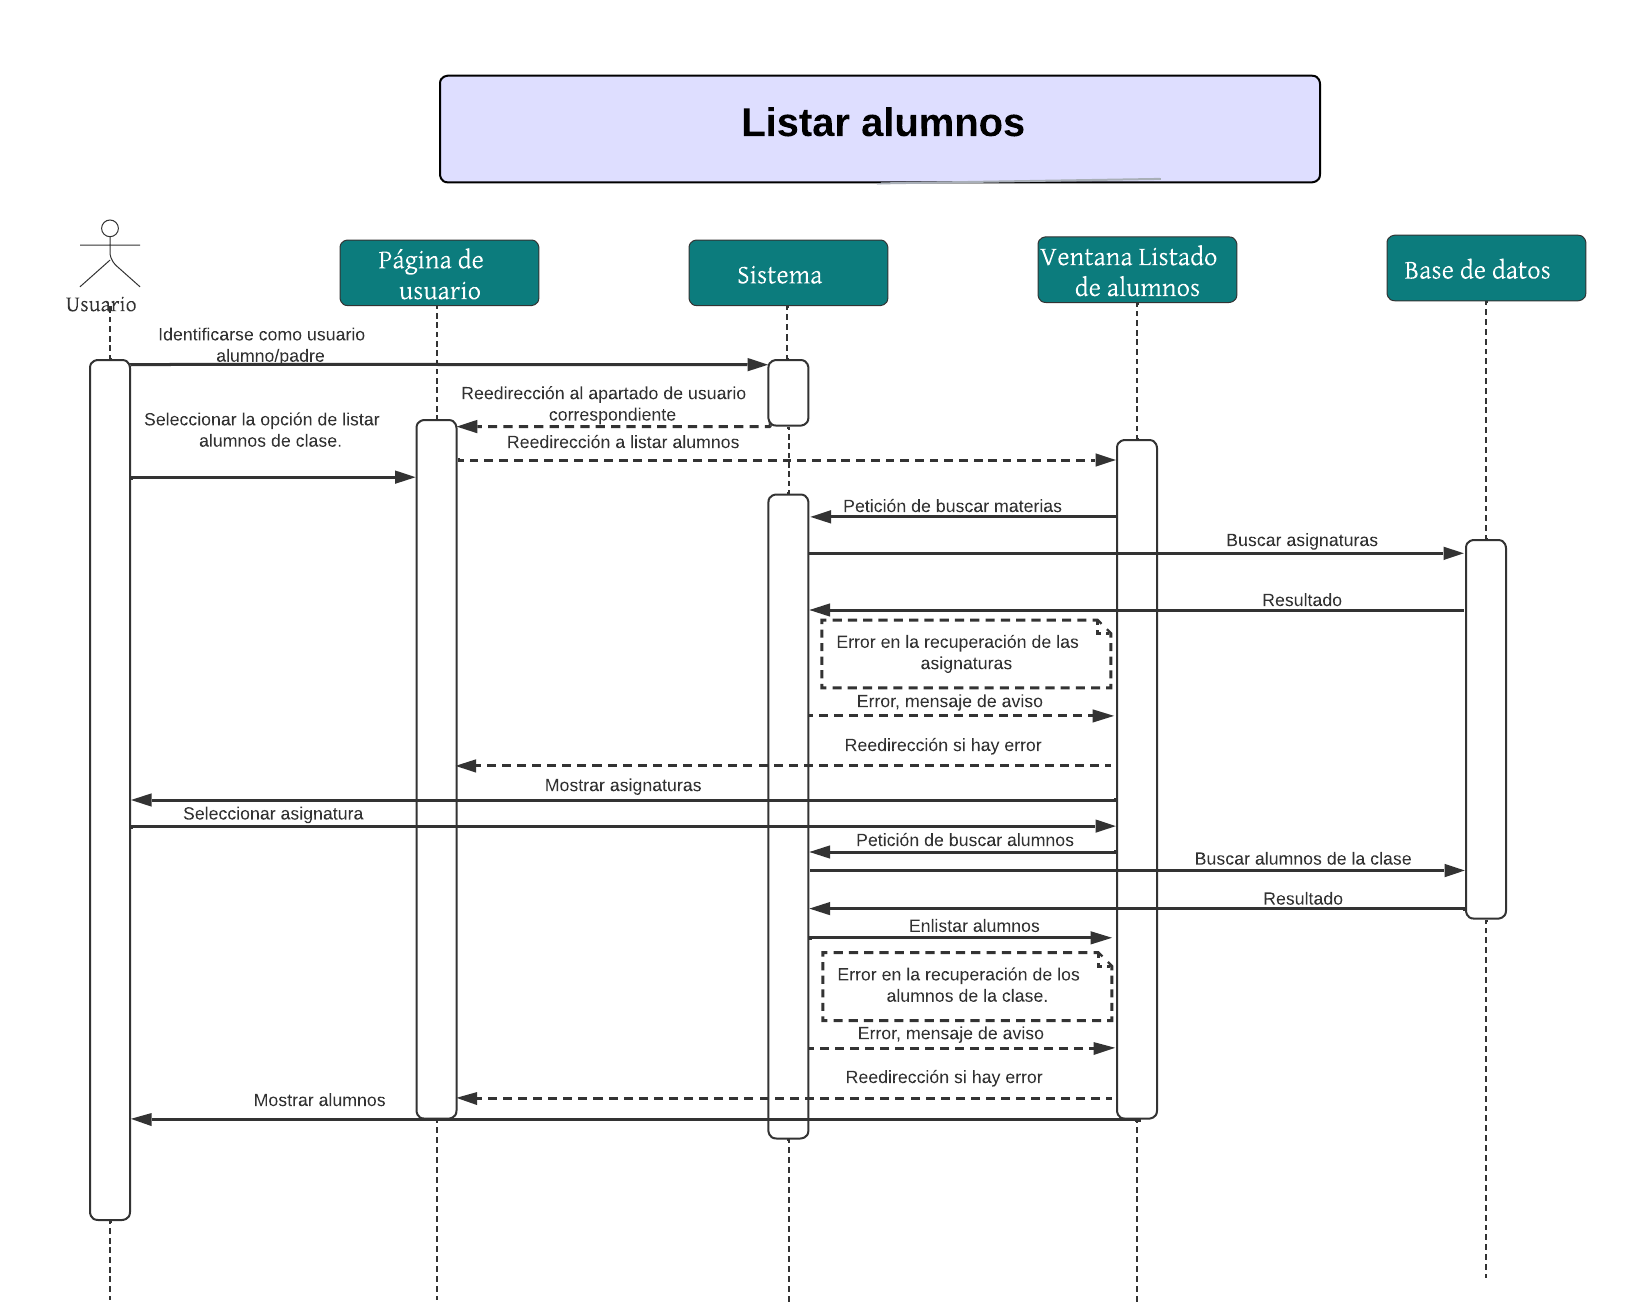 Listar alumnos
Usuario
Página de
usuario
Sistema
Ventana Listado
de alumnos
Base de datos
Identificarse como usuario
alumno/padre
Reedirección al apartado de usuario
correspondiente
Seleccionar la opción de listar
alumnos de clase.
Reedirección a listar alumnos
Petición de buscar materias
Buscar asignaturas
Resultado
Error en la recuperación de las
asignaturas
Error, mensaje de aviso
Reedirección si hay error
Mostrar asignaturas
Seleccionar asignatura
Petición de buscar alumnos
Buscar alumnos de la clase
Resultado
Enlistar alumnos
Error en la recuperación de los
alumnos de la clase.
Error, mensaje de aviso
Reedirección si hay error
Mostrar alumnos